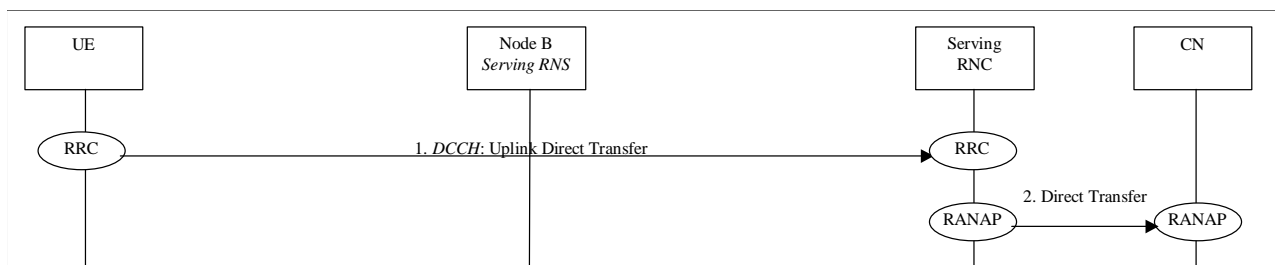 UE
Node B
Serving RNS
Serving
RNC
CN
RRC
1. DCCH: Uplink Direct Transfer
RRC
2. Direct Transfer
RANAP
RANAP